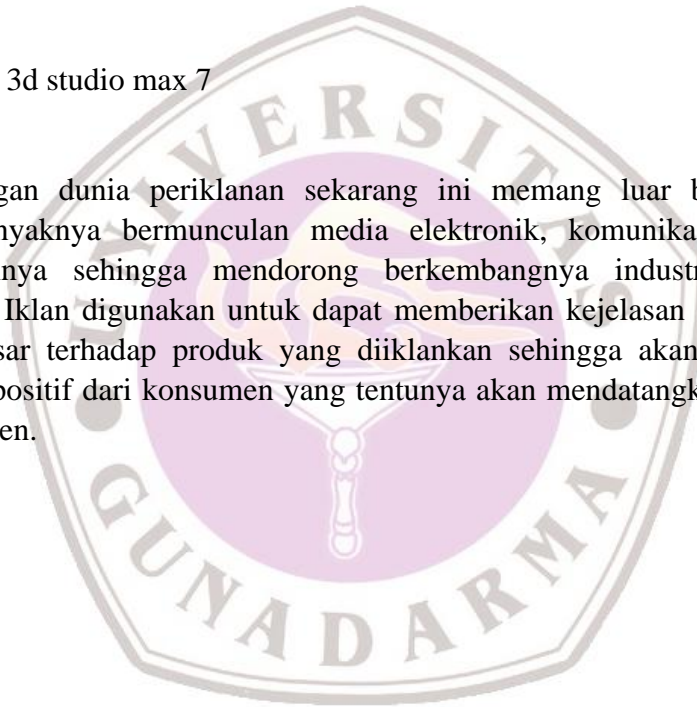 3d studio max 7
gan dunia periklanan sekarang ini memang luar b
nyaknya bermunculan media elektronik, komunika
nya sehingga mendorong berkembangnya industr
Iklan digunakan untuk dapat memberikan kejelasan
sar terhadap produk yang diiklankan sehingga akan
positif dari konsumen yang tentunya akan mendatangk
en.
UNIVERSITAS
GUNADARMA